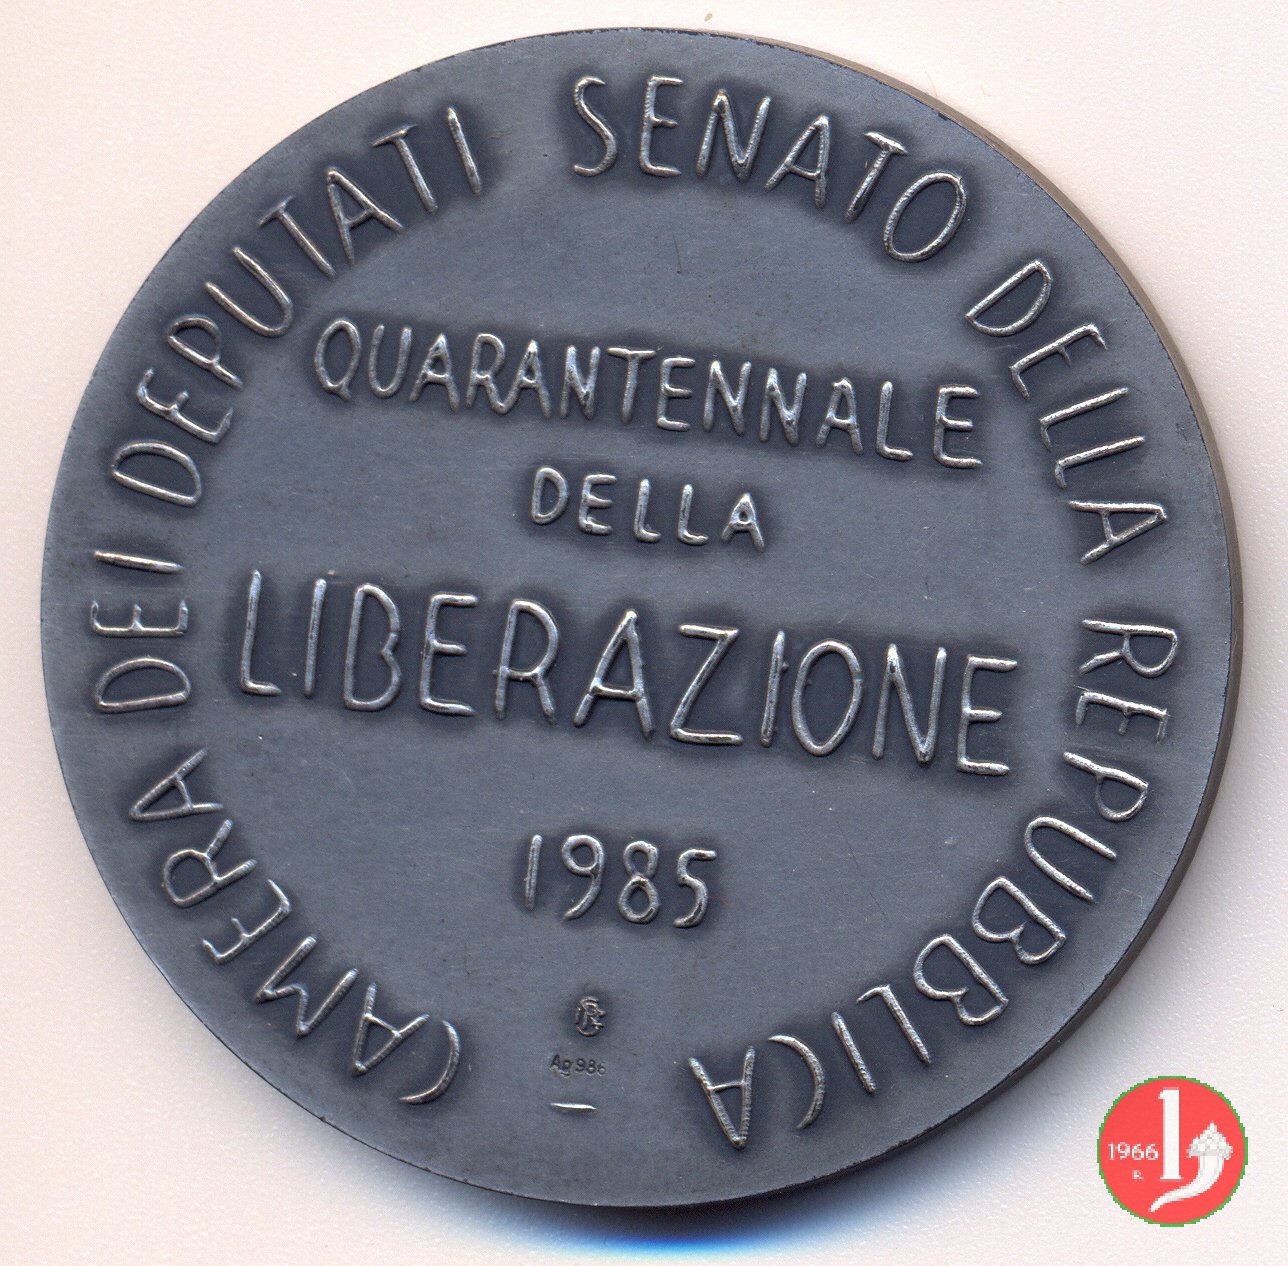 CAMERA DEI DEPUTATI SENATO DELLA REPUBBLICA
QUARANTENNALE
DELLA
LIBERAZIONE
1985
Ag 986
1966
R.